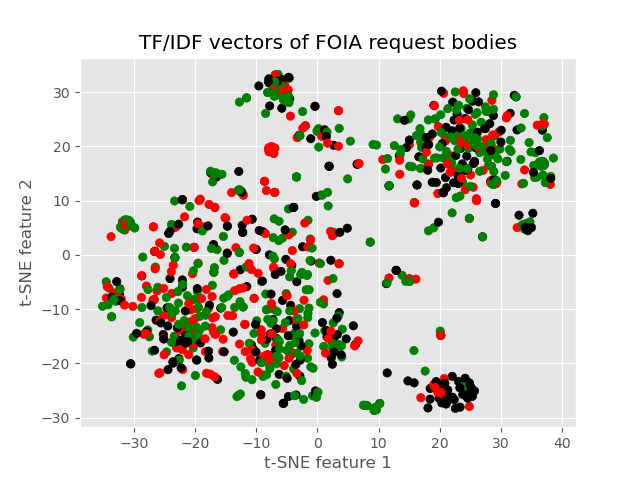 TF/IDF vectors of FOIA request bodies
30
20
10
0
−10
−20
−30
t-SNE feature 2
−30 −20 −10 0 10 20 30 40
t-SNE feature 1